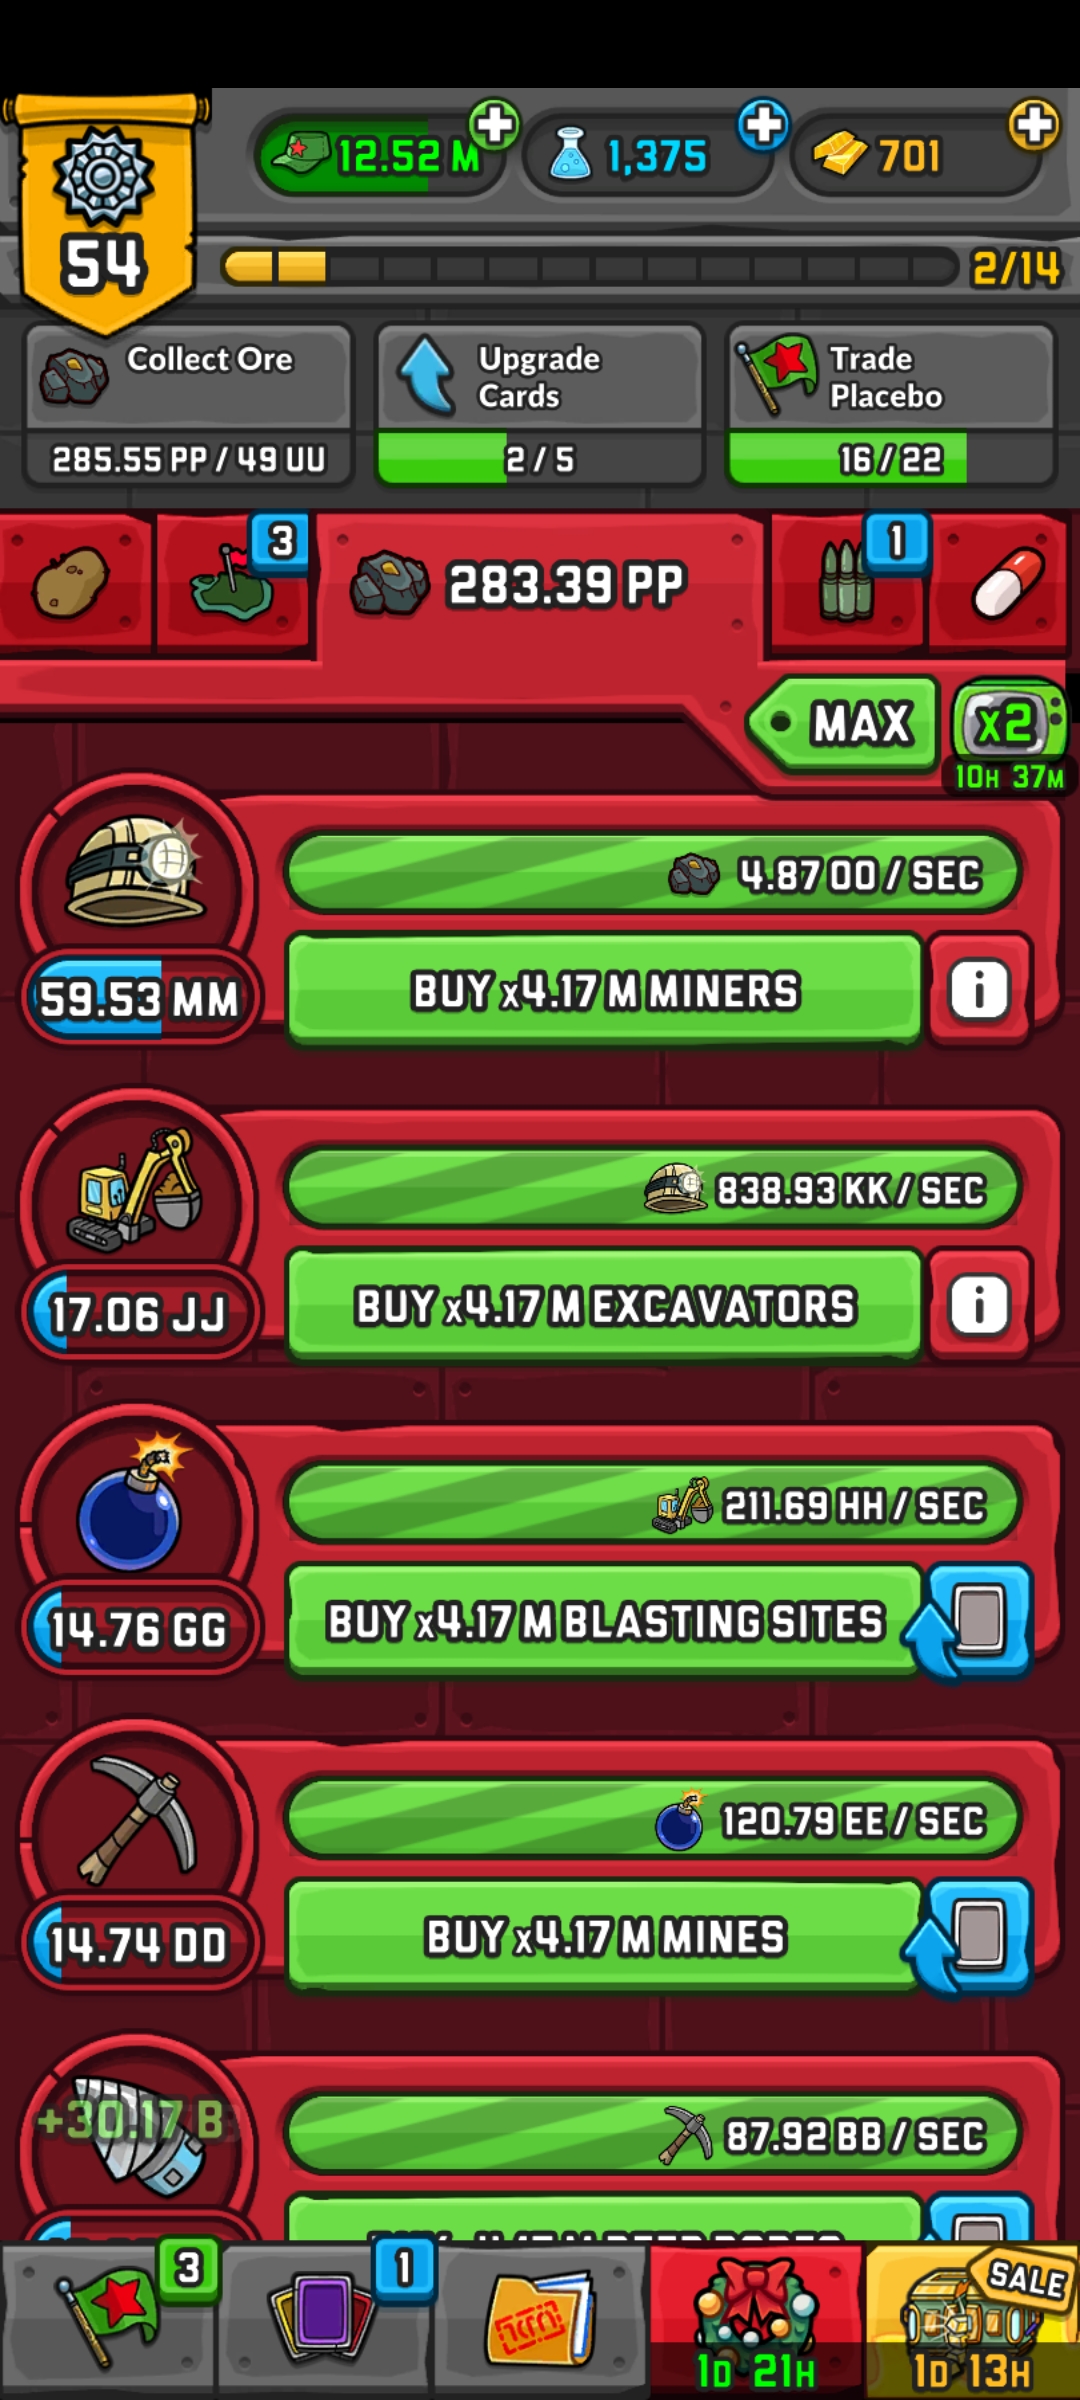 12.52 M
1,375
701
54
2/14
Collect Ore
285.55 PP / 49 UU
Upgrade
Cards
2 / 5
Trade
Placebo
16 / 22
3
283.39 PP
1
MAX
x2
10H 37M
4.87 OO / SEC
59.53 MM
BUY x4.17 M MINERS
i
838.93 KK / SEC
17.06 JJ
BUY x4.17 M EXCAVATORS
i
211.69 HH / SEC
14.76 GG
BUY x4.17 M BLASTING SITES
120.79 EE / SEC
14.74 DD
BUY x4.17 M MINES
+30.17 B
87.92 BB / SEC
3
1
SALE
1D 21H
1D 13H